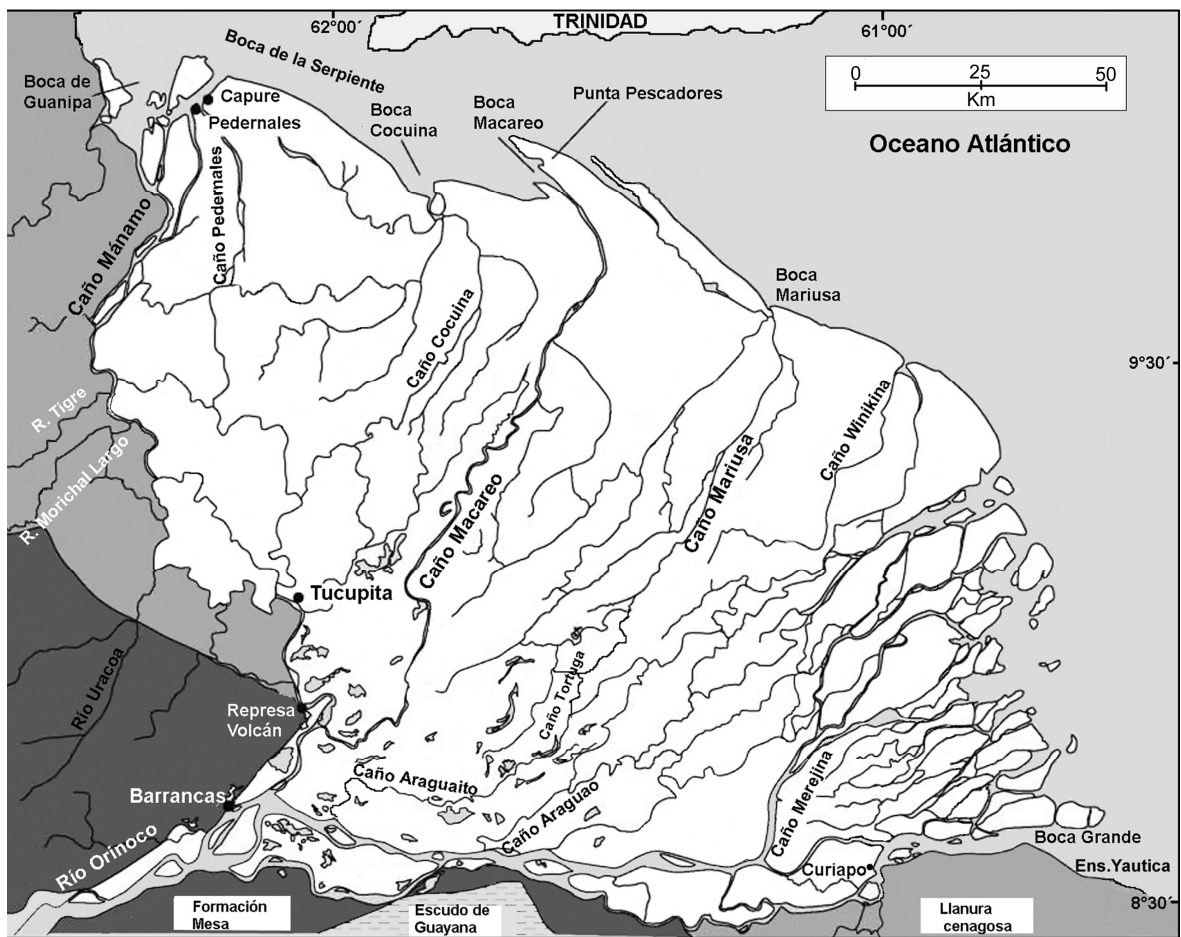 TRINIDAD
62°00´
61°00´
Boca de la Serpiente
Boca de
Guanipa
Capure
Pedernales
Boca
Cocuina
Boca
Macareo
Punta Pescadores
0 25 50
Km
Oceano Atlántico
Caño Mánamo
Caño Pedernales
Boca
Mariusa
Caño Cocuina
9°30´
R. Tigre
R. Morichal Largo
Caño Macareo
Caño Mariusa
Caño Winikina
Tucupita
Río Uracoa
Caño Tortuga
Represa
Volcán
Barrancas
Caño Araguaito
Caño Araguao
Caño Merejina
Río Orinoco
Curiapo
Boca Grande
Ens.Yautica
Formación
Mesa
Escudo de
Guayana
Llanura
cenagosa
8°30´